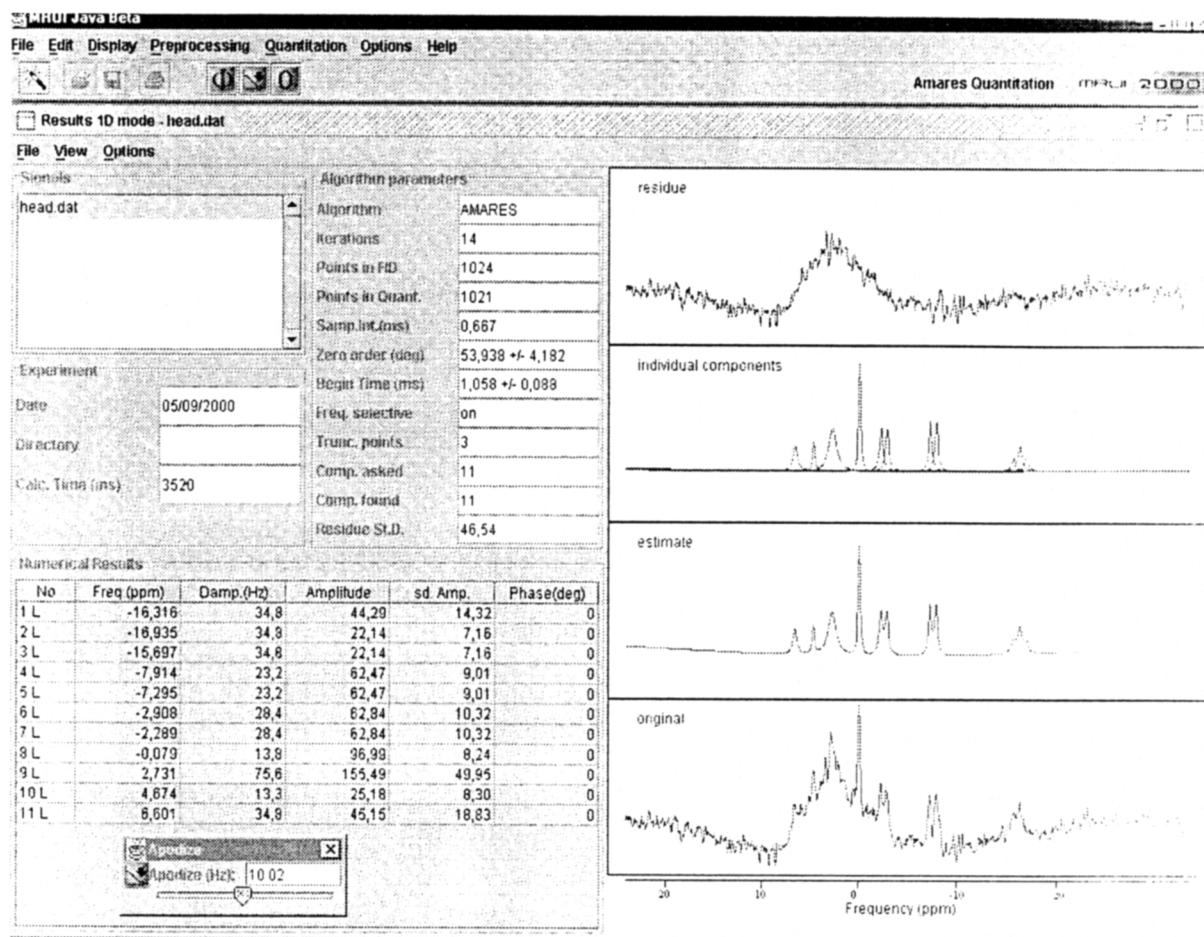 MRUI Java Beta
File Edit Display Preprocessing Quantitation Options Help
Amares Quantitation MRUI 2000
Results 1D mode - head.dat
File View Options
Signals
head.dat
Experiment
Date 05/09/2000
Directory
Calc. Time (ms) 3520
Algorithm parameters
Algorithm AMARES
Iterations 14
Points in FID 1024
Points in Quant. 1021
Samp.Int.(ms) 0,667
Zero order (deg) 53,938 +/- 4,182
Begin Time (ms) 1,058 +/- 0,088
Freq. selective on
Trunc. points 3
Comp. asked 11
Comp. found 11
Residue St.D. 46,54
Numerical Results
No Freq (ppm) Damp.(Hz) Amplitude sd. Amp. Phase(deg)
1 L -16,316 34,8 44,29 14,32 0
2 L -16,935 34,8 22,14 7,16 0
3 L -15,697 34,8 22,14 7,16 0
4 L -7,914 23,2 62,47 9,01 0
5 L -7,295 23,2 62,47 9,01 0
6 L -2,908 28,4 62,84 10,32 0
7 L -2,289 28,4 62,84 10,32 0
8 L -0,079 13,8 96,99 8,24 0
9 L 2,731 75,6 155,49 49,95 0
10 L 4,674 13,3 25,18 8,30 0
11 L 6,601 34,8 45,15 18,83 0
Apodize
Apodize (Hz): 10.02
residue
individual components
estimate
original
20 10 0 -10
Frequency (ppm)